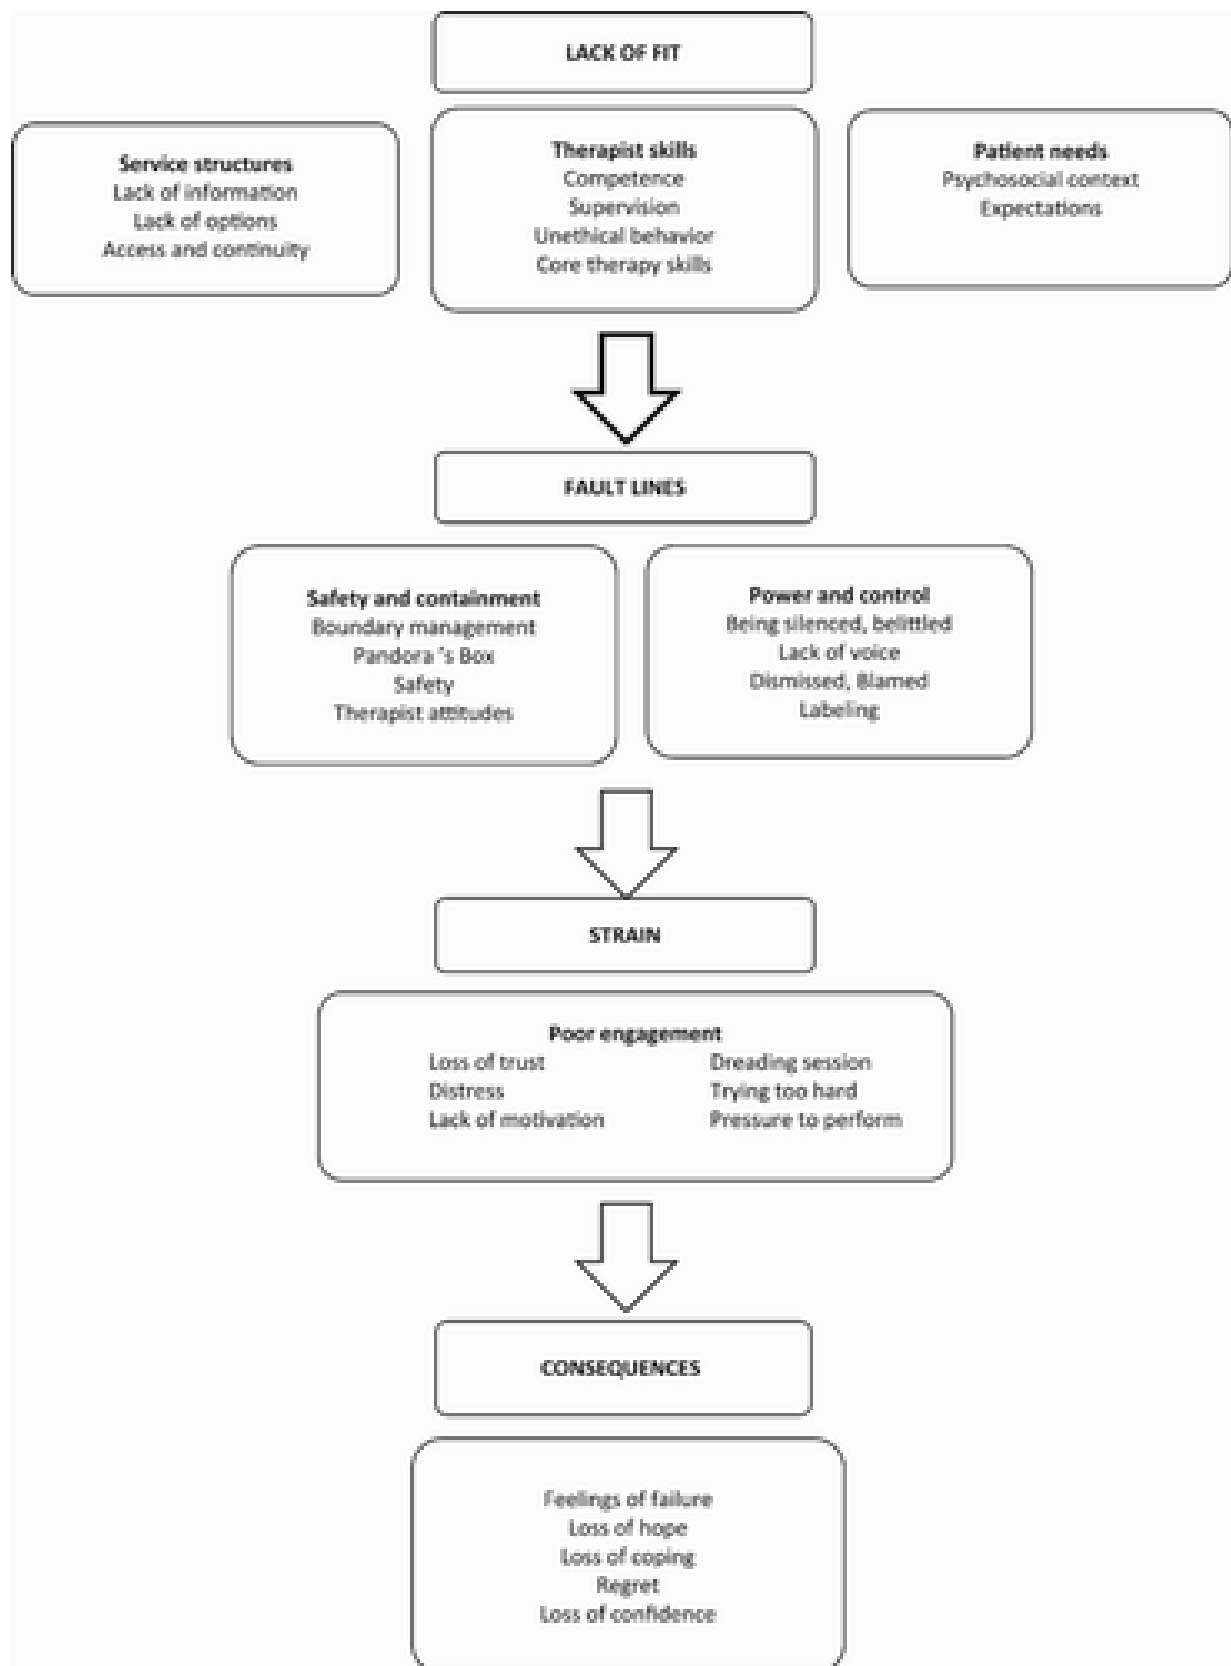 LACK OF FIT
Service structures
Lack of information
Lack of options
Access and continuity
Therapist skills
Competence
Supervision
Unethical behavior
Core therapy skills
Patient needs
Psychosocial context
Expectations
FAULT LINES
Safety and containment
Boundary management
Pandora 's Box
Safety
Therapist attitudes
Power and control
Being silenced, belittled
Lack of voice
Dismissed, Blamed
Labeling
STRAIN
Poor engagement
Loss of trust
Distress
Lack of motivation
Dreading session
Trying too hard
Pressure to perform
CONSEQUENCES
Feelings of failure
Loss of hope
Loss of coping
Regret
Loss of confidence